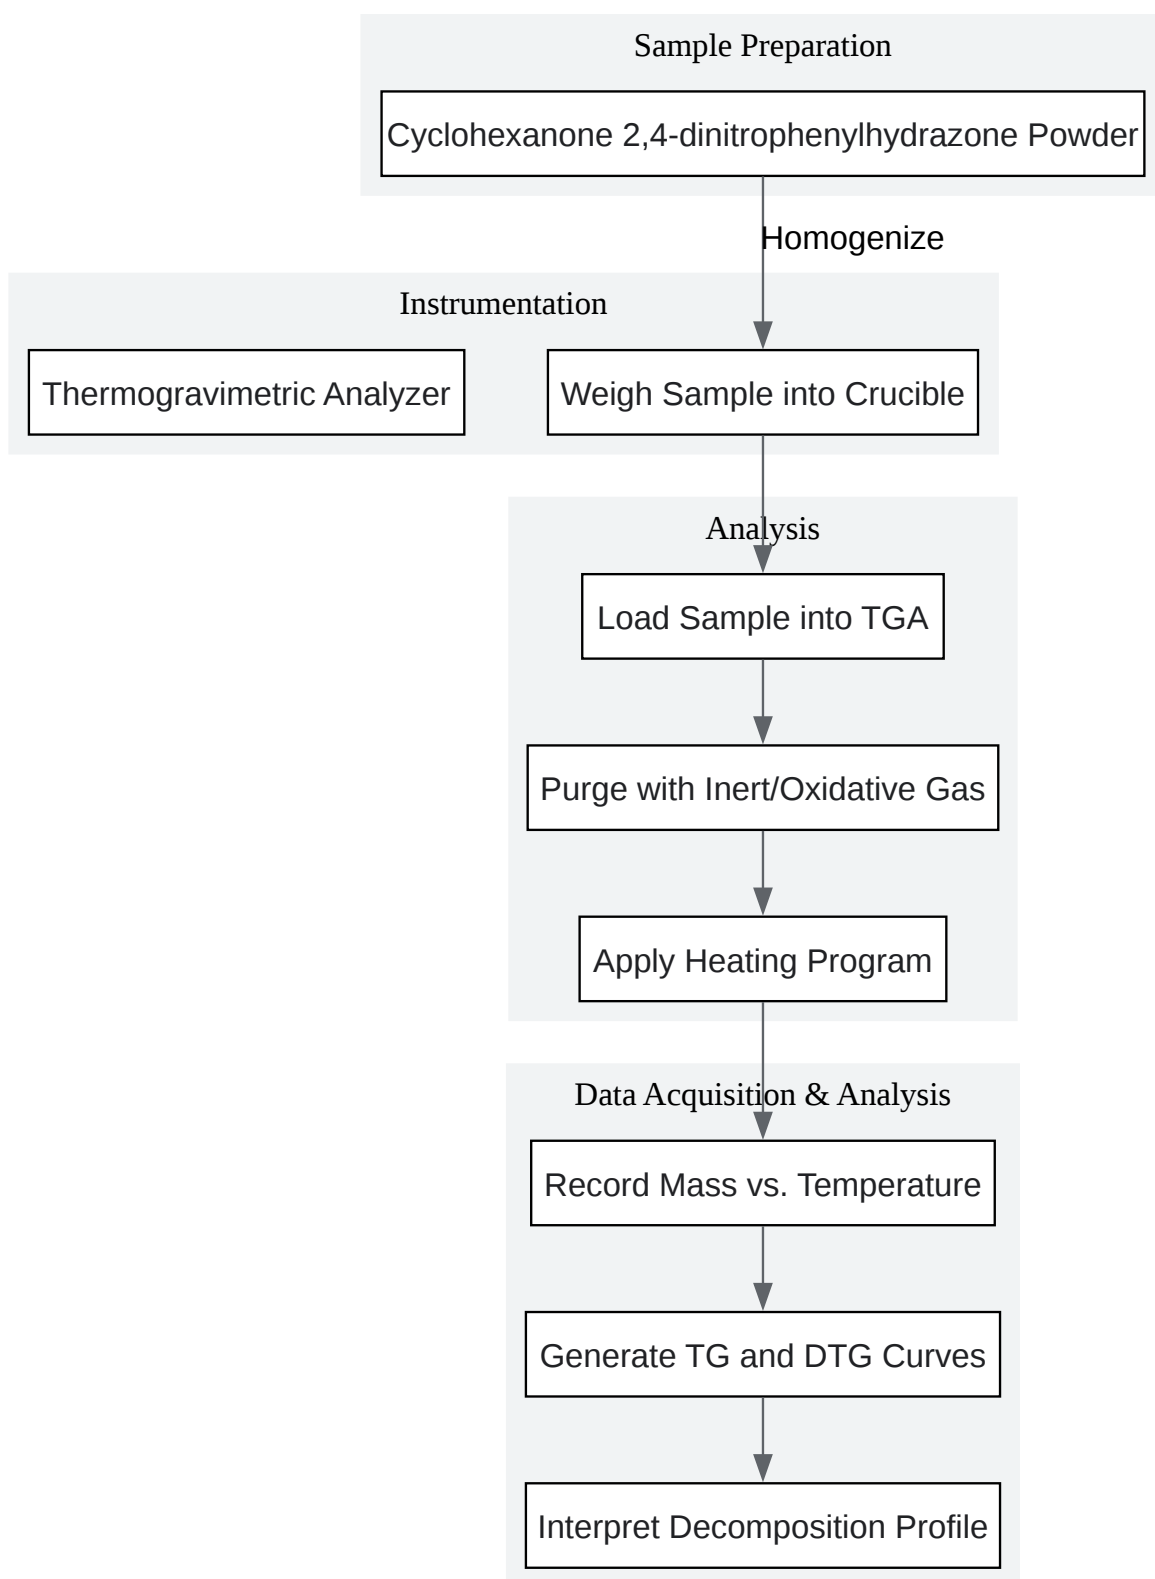 Sample Preparation
Cyclohexanone 2,4-dinitrophenylhydrazone Powder
Homogenize
Instrumentation
Thermogravimetric Analyzer
Weigh Sample into Crucible
Analysis
Load Sample into TGA
Purge with Inert/Oxidative Gas
Apply Heating Program
Data Acquisition & Analysis
Record Mass vs. Temperature
Generate TG and DTG Curves
Interpret Decomposition Profile